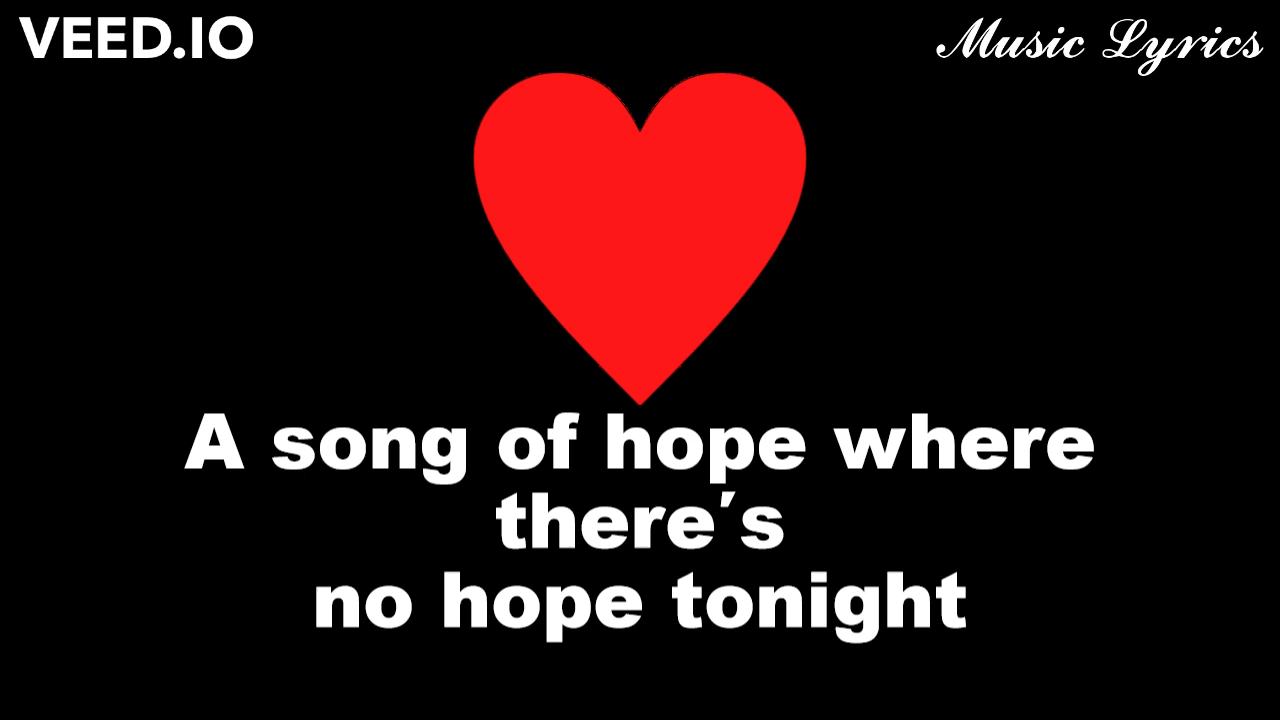 VEED.IO
Music Lyrics
A song of hope where
there's
no hope tonight